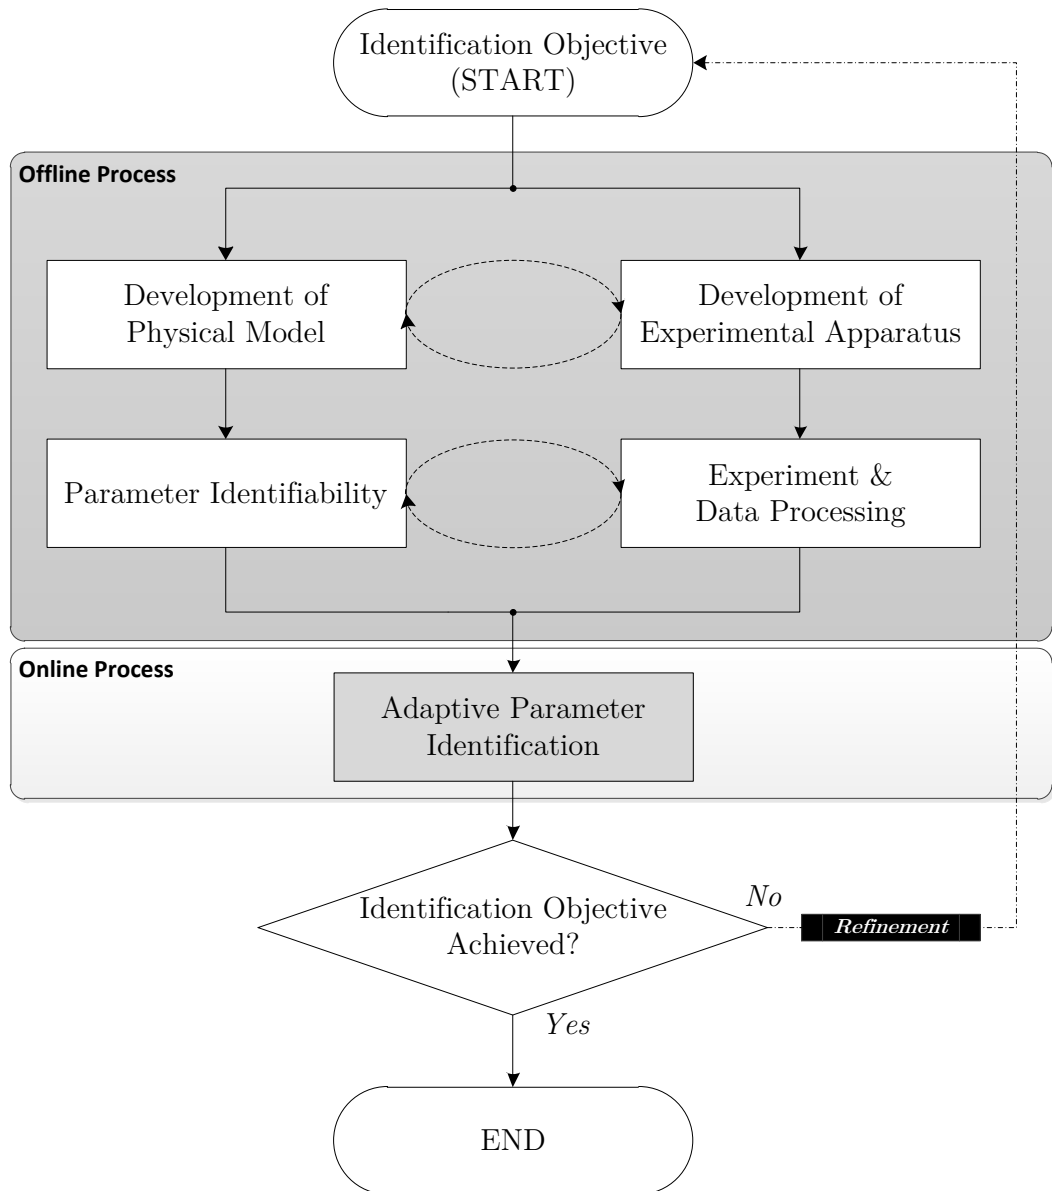 Identification Objective
(START)
Offline Process
Development of
Physical Model
Development of
Experimental Apparatus
Parameter Identifiability
Experiment &
Data Processing
Online Process
Adaptive Parameter
Identification
Identification Objective
Achieved?
No
Refinement
Yes
END